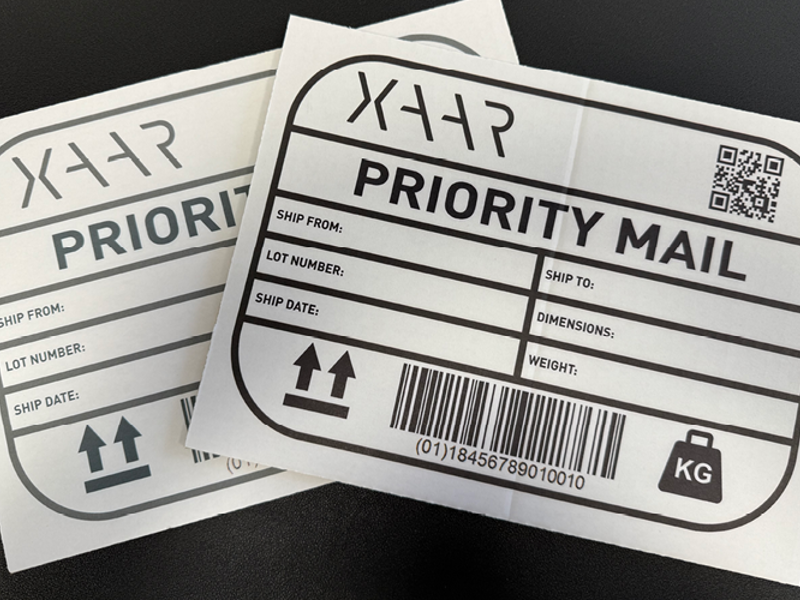 XAAR
PRIORITY MAIL
SHIP FROM:
LOT NUMBER:
SHIP DATE:
SHIP TO:
DIMENSIONS:
WEIGHT:
(01)18456789010010
KG
XAAR
PRIORIT
SHIP FROM:
LOT NUMBER:
SHIP DATE:
(01)